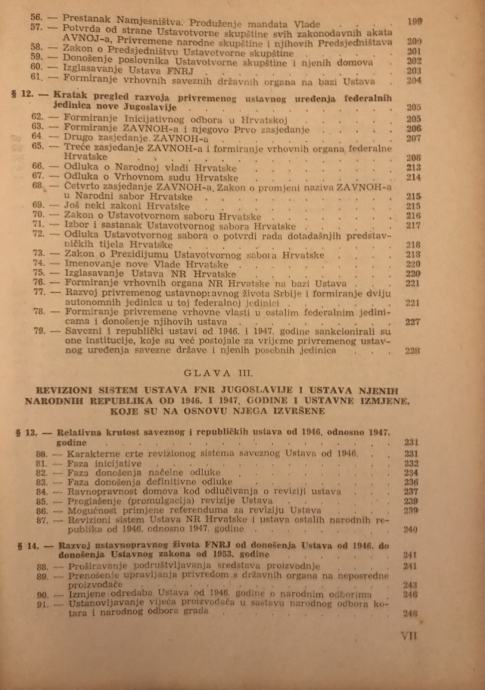 56. — Prestanak Namjesništva. Produženje mandata Vlade . . . . 199
57. — Potvrda od strane Ustavotvorne skupštine svih zakonodavnih akata
AVNOJ-a, Privremene narodne skupštine i njihovih Predsjedništava 200
58. — Zakon o Predsjedništvu Ustavotvorne skupštine . . . . 201
59. — Donošenje poslovnika Ustavotvorne skupštine i njenih domova . 202
60. — Izglasavanje Ustava FNRJ . . . . 203
61. — Formiranje vrhovnih saveznih državnih organa na bazi Ustava . 204
§ 12. — Kratak pregled razvoja privremenog ustavnog uređenja federalnih
jedinica nove Jugoslavije . . . . 205
62. — Formiranje Inicijativnog odbora u Hrvatskoj . . . . 205
63. — Formiranje ZAVNOH-a i njegovo Prvo zasjedanje . . . . 206
64. — Drugo zasjedanje ZAVNOH-a . . . . 207
65. — Treće zasjedanje ZAVNOH-a i formiranje vrhovnih organa federalne
Hrvatske . . . . 208
66. — Odluka o Narodnoj vladi Hrvatske . . . . 213
67. — Odluka o Vrhovnom sudu Hrvatske . . . . 214
68. — Četvrto zasjedanje ZAVNOH-a, Zakon o promjeni naziva ZAVNOH-a
u Narodni sabor Hrvatske . . . . 215
69. — Još neki zakoni Hrvatske . . . . 215
70. — Zakon o Ustavotvornom saboru Hrvatske . . . . 216
71. — Izbor i sastanak Ustavotvornog sabora Hrvatske . . . . 217
72. — Odluka Ustavotvornog sabora o potvrdi rada dotadašnjih predstav-
ničkih tijela Hrvatske . . . . 218
73. — Zakon o Prezidijumu Ustavotvornog sabora Hrvatske . . . . 218
74. — Imenovanje nove Vlade Hrvatske . . . . 220
75. — Izglasavanje Ustava NR Hrvatske . . . . 220
76. — Formiranje vrhovnih organa NR Hrvatske na bazi Ustava . . . . 221
77. — Razvoj privremenog ustavnopravnog života Srbije i formiranje dviju
autonomnih jedinica u toj federalnoj jedinici . . . . 221
78. — Formiranje privremene vrhovne vlasti u ostalim federalnim jedini-
cama i donošenje njihovih ustava . . . . 227
79. — Savezni i republički ustavi od 1946. i 1947. godine sankcionirali su
one institucije, koje su već postojale za vrijeme privremenog ustav-
nog uređenja savezne države i njenih posebnih jedinica . . . . 228
GLAVA III.
REVIZIONI SISTEM USTAVA FNR JUGOSLAVIJE I USTAVA NJENIH
NARODNIH REPUBLIKA OD 1946. I 1947. GODINE I USTAVNE IZMJENE,
KOJE SU NA OSNOVU NJEGA IZVRŠENE
§ 13. — Relativna krutost saveznog i republičkih ustava od 1946, odnosno 1947.
godine . . . . 231
80. — Karakterne crte revizionog sistema saveznog Ustava od 1946. . 231
81. — Faza inicijative . . . . 232
82. — Faza donošenja načelne odluke . . . . 234
83. — Faza donošenja definitivne odluke . . . . 236
84. — Ravnopravnost domova kod odlučivanja o reviziji ustava . . . . 237
85. — Proglašenje (promulgacija) revizije Ustava . . . . 239
86. — Mogućnost primjene referenduma za reviziju Ustava . . . . 239
87. — Revizioni sistem Ustava NR Hrvatske i ustava ostalih narodnih re-
publika od 1946, odnosno 1947. godine . . . . 240
§ 14. — Razvoj ustavnopravnog života FNRJ od donošenja Ustava od 1946. do
donošenja Ustavnog zakona od 1953. godine . . . . 241
88. — Proširavanje podruštvljavanja sredstava proizvodnje . . . . 241
89. — Prenošenje upravljanja privredom s državnih organa na neposredne
proizvođače . . . . 243
90. — Izmjene odredaba Ustava od 1946. godine o narodnim odborima . 246
91. — Ustanovljavanje vijeća proizvođača u sastavu narodnog odbora ko-
tara i narodnog odbora grada . . . . 248
VII